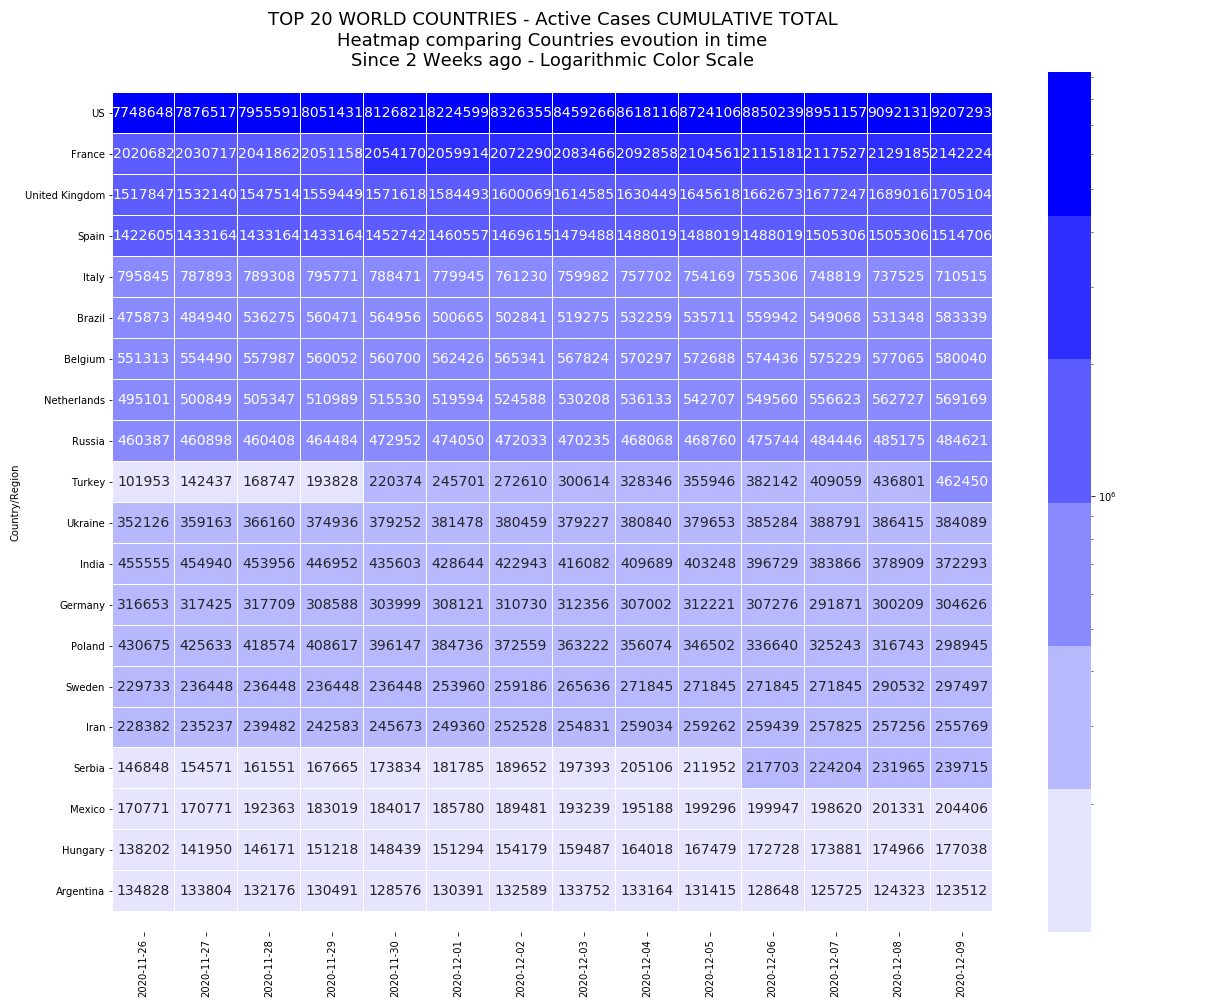 TOP 20 WORLD COUNTRIES - Active Cases CUMULATIVE TOTAL
Heatmap comparing Countries evoution in time
Since 2 Weeks ago - Logarithmic Color Scale
US 7748648 7876517 7955591 8051431 8126821 8224599 8326355 8459266 8618116 8724106 8850239 8951157 9092131 9207293
France 2020682 2030717 2041862 2051158 2054170 2059914 2072290 2083466 2092858 2104561 2115181 2117527 2129185 2142224
United Kingdom 1517847 1532140 1547514 1559449 1571618 1584493 1600069 1614585 1630449 1645618 1662673 1677247 1689016 1705104
Spain 1422605 1433164 1433164 1433164 1452742 1460557 1469615 1479488 1488019 1488019 1488019 1505306 1505306 1514706
Italy 795845 787893 789308 795771 788471 779945 761230 759982 757702 754169 755306 748819 737525 710515
Brazil 475873 484940 536275 560471 564956 500665 502841 519275 532259 535711 559942 549068 531348 583339
Belgium 551313 554490 557987 560052 560700 562426 565341 567824 570297 572688 574436 575229 577065 580040
Netherlands 495101 500849 505347 510989 515530 519594 524588 530208 536133 542707 549560 556623 562727 569169
Russia 460387 460898 460408 464484 472952 474050 472033 470235 468068 468760 475744 484446 485175 484621
Turkey 101953 142437 168747 193828 220374 245701 272610 300614 328346 355946 382142 409059 436801 462450
Ukraine 352126 359163 366160 374936 379252 381478 380459 379227 380840 379653 385284 388791 386415 384089
India 455555 454940 453956 446952 435603 428644 422943 416082 409689 403248 396729 383866 378909 372293
Germany 316653 317425 317709 308588 303999 308121 310730 312356 307002 312221 307276 291871 300209 304626
Poland 430675 425633 418574 408617 396147 384736 372559 363222 356074 346502 336640 325243 316743 298945
Sweden 229733 236448 236448 236448 236448 253960 259186 265636 271845 271845 271845 271845 290532 297497
Iran 228382 235237 239482 242583 245673 249360 252528 254831 259034 259262 259439 257825 257256 255769
Serbia 146848 154571 161551 167665 173834 181785 189652 197393 205106 211952 217703 224204 231965 239715
Mexico 170771 170771 192363 183019 184017 185780 189481 193239 195188 199296 199947 198620 201331 204406
Hungary 138202 141950 146171 151218 148439 151294 154179 159487 164018 167479 172728 173881 174966 177038
Argentina 134828 133804 132176 130491 128576 130391 132589 133752 133164 131415 128648 125725 124323 123512
Country/Region
2020-11-26 2020-11-27 2020-11-28 2020-11-29 2020-11-30 2020-12-01 2020-12-02 2020-12-03 2020-12-04 2020-12-05 2020-12-06 2020-12-07 2020-12-08 2020-12-09
10⁶